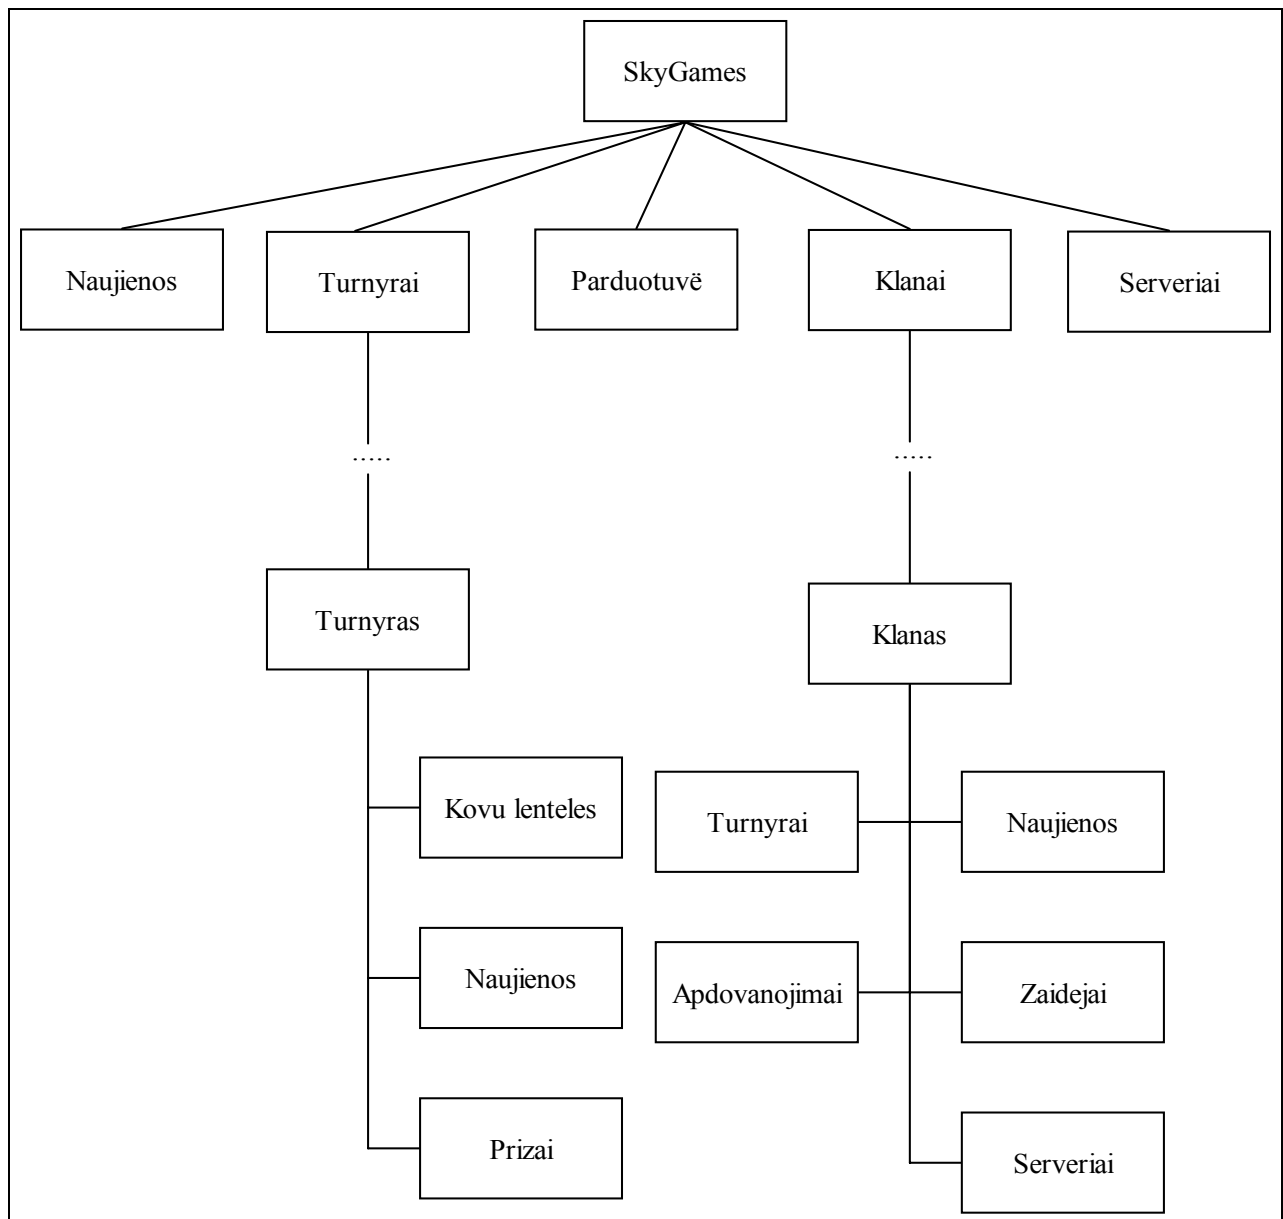 SkyGames
Naujienos
Turnyrai
Parduotuvë
Klanai
Serveriai
.....
.....
Turnyras
Klanas
Kovu lenteles
Turnyrai
Naujienos
Naujienos
Apdovanojimai
Zaidejai
Prizai
Serveriai